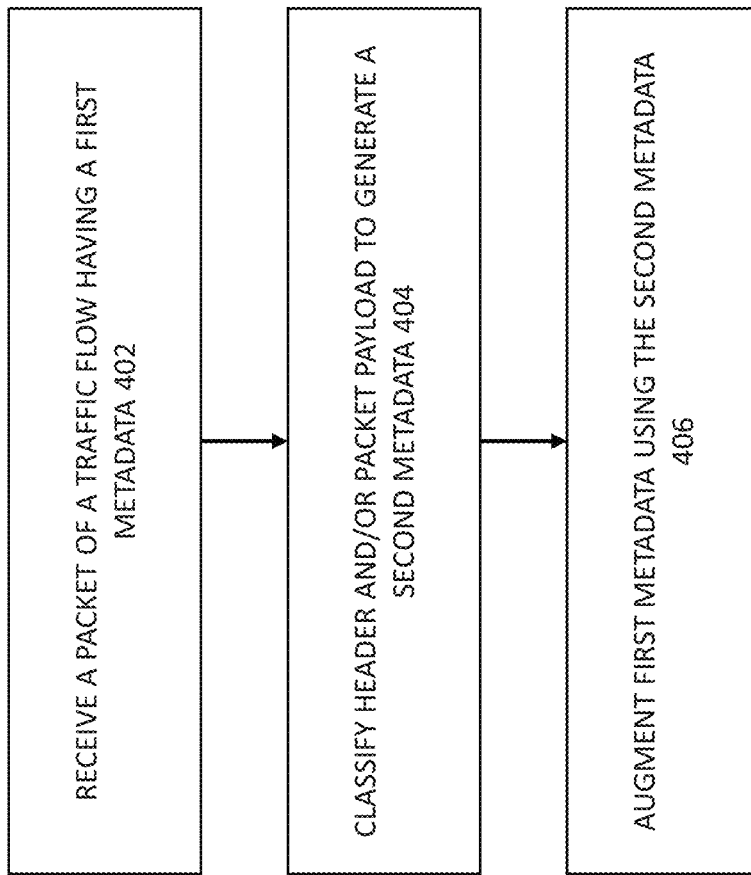 RECEIVE A PACKET OF A TRAFFIC FLOW HAVING A FIRST
METADATA 402
CLASSIFY HEADER AND/OR PACKET PAYLOAD TO GENERATE A
SECOND METADATA 404
AUGMENT FIRST METADATA USING THE SECOND METADATA
406